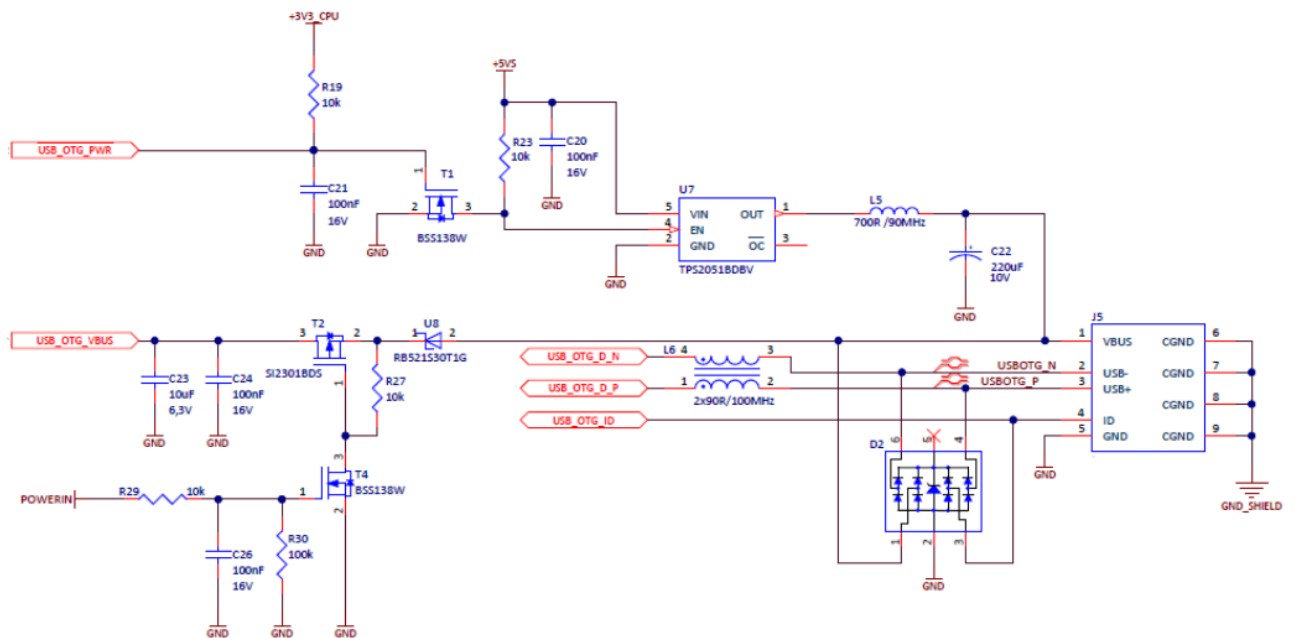 +3V3_CPU
R19
10k
USB_OTG_PWR
C21
100nF
16V
GND
1
T1
2
3
BSS138W
GND
+5VS
R23
10k
C20
100nF
16V
GND
U7
5
VIN
OUT
1
4
EN
2
GND
OC
3
TPS2051BDBV
GND
L5
700R /90MHz
C22
220uF
10V
GND
USB_OTG_VBUS
C23
10uF
6,3V
GND
C24
100nF
16V
GND
T2
3
2
1
SI2301BDS
R27
10k
U8
1
2
RB521S30T1G
3
T4
BSS138W
1
2
GND
POWERIN
R29
10k
C26
100nF
16V
GND
R30
100k
GND
USB_OTG_D_N
USB_OTG_D_P
USB_OTG_ID
L6
4
3
1
2
2x90R/100MHz
USBOTG_N
USBOTG_P
D2
6
5
4
1
2
3
GND
J5
1
VBUS
CGND
6
2
USB-
CGND
7
3
USB+
CGND
8
4
ID
5
GND
CGND
9
GND
GND_SHIELD